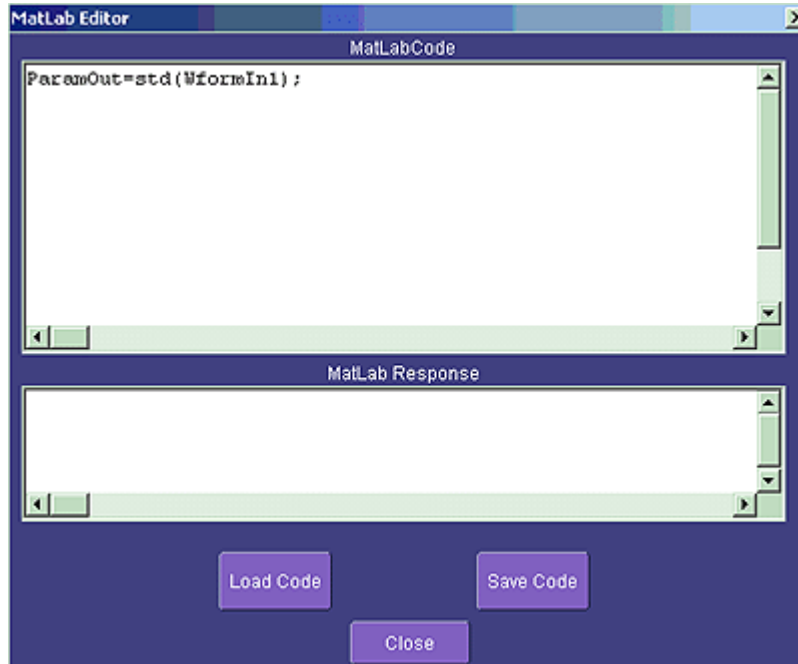 MatLab Editor
MatLabCode
ParamOut=std(WformIn1);
MatLab Response
Load Code
Save Code
Close